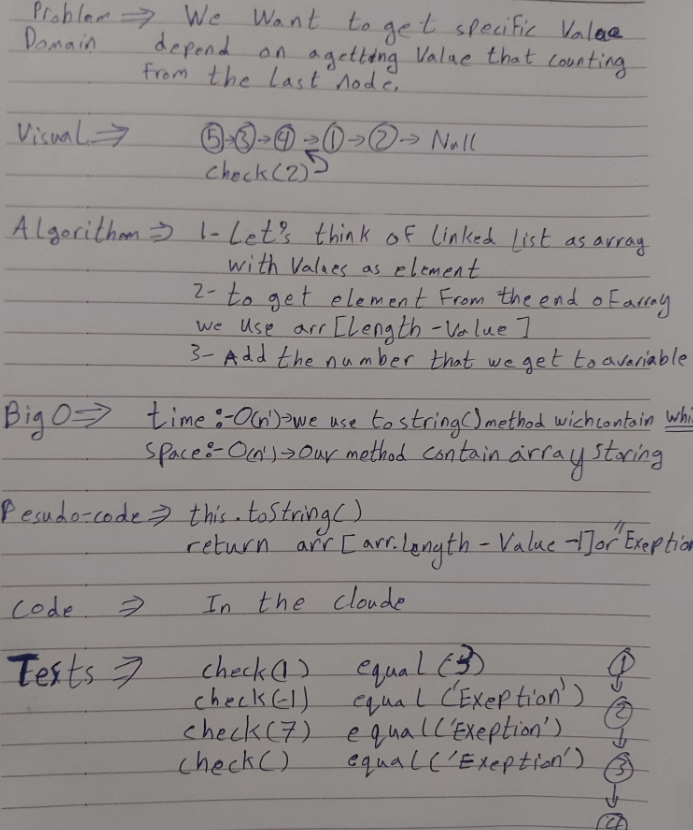 Problem ⇒ We Want to get specific Value
Domain depend on a getting Value that counting
from the last node.
Visual ⇒ 5→3→4→1→2→Null
check(2)
Algorithm ⇒ 1- Let's think of linked list as array
with Values as element
2- to get element From the end of array
we use arr[Length-Value]
3- Add the number that we get to avariable
Big O ⇒ time:-O(n')→we use tostring() method wich contain whi
space:-O(n')→Our method contain array storing
Pesudo-code ⇒ this.toString()
return arr[arr.length-Value-1] or "Exeption
code ⇒ In the cloude
Tests ⇒ check(1) equal(3) 1
check(-1) equal('Exeption') 2
check(7) equal('Exeption')
check() equal('Exeption') 3
4